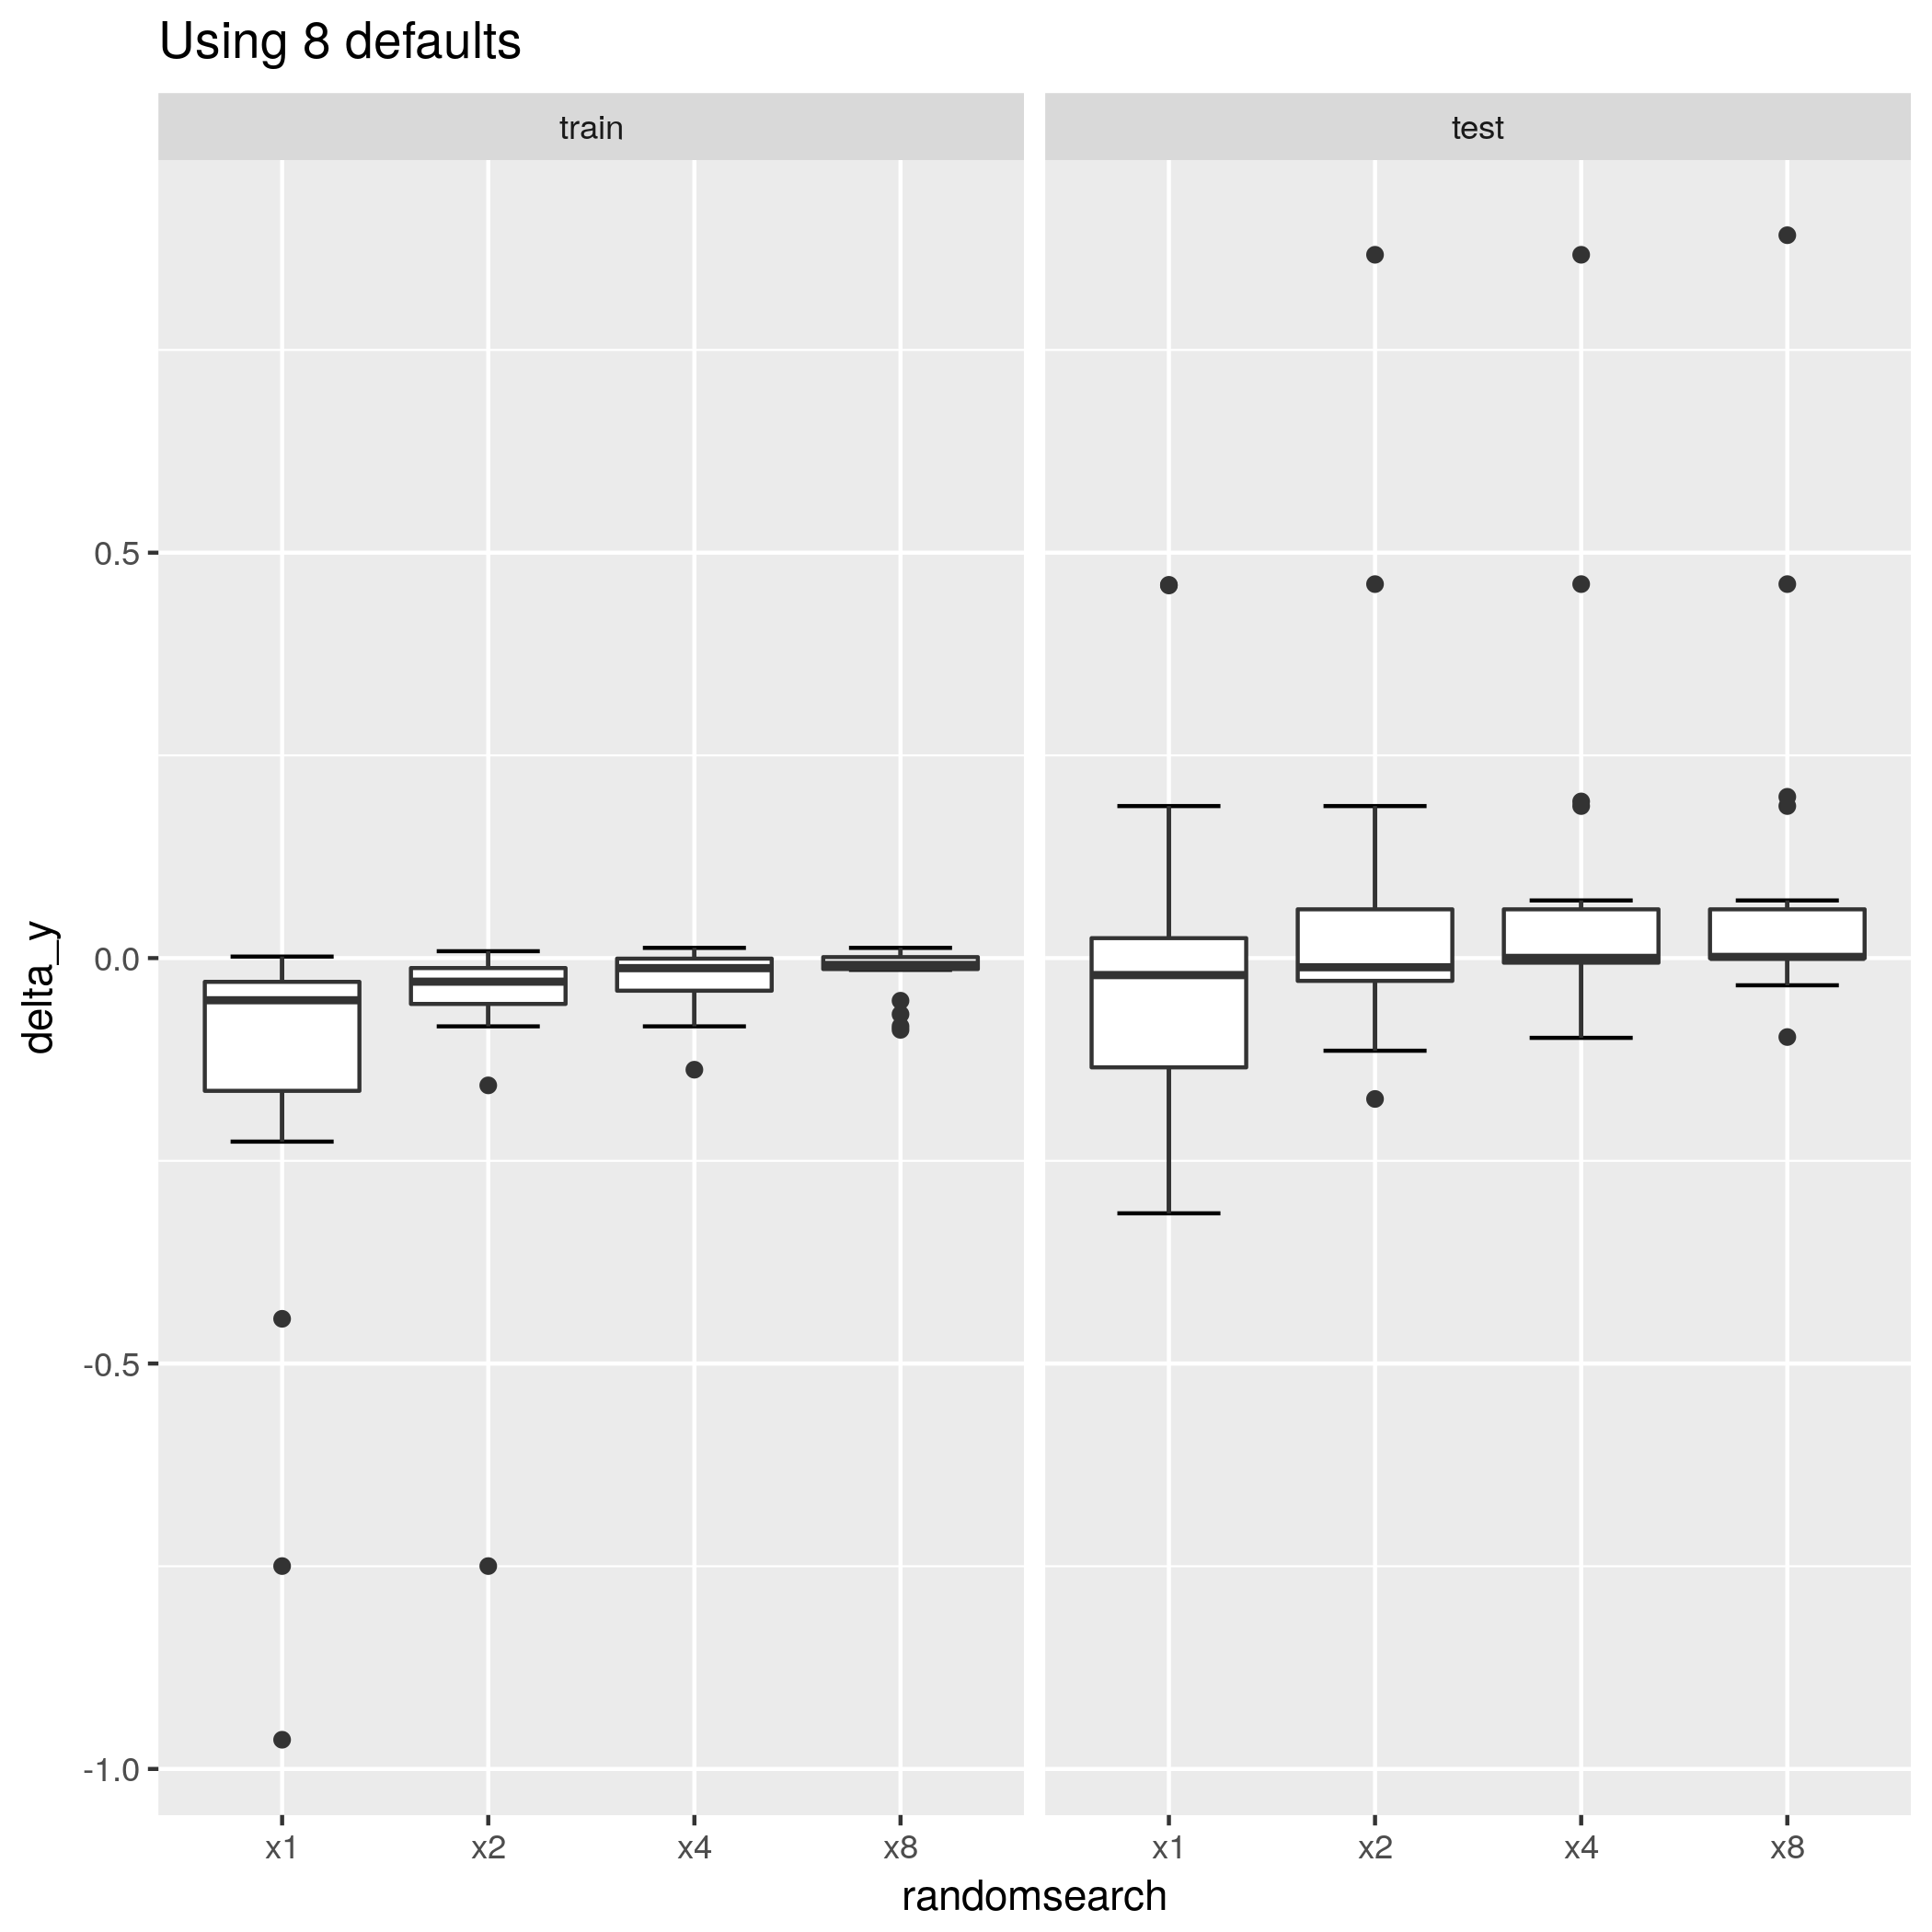 Using 8 defaults
train
test
delta_y
0.5
0.0
-0.5
-1.0
x1 x2 x4 x8
x1 x2 x4 x8
randomsearch